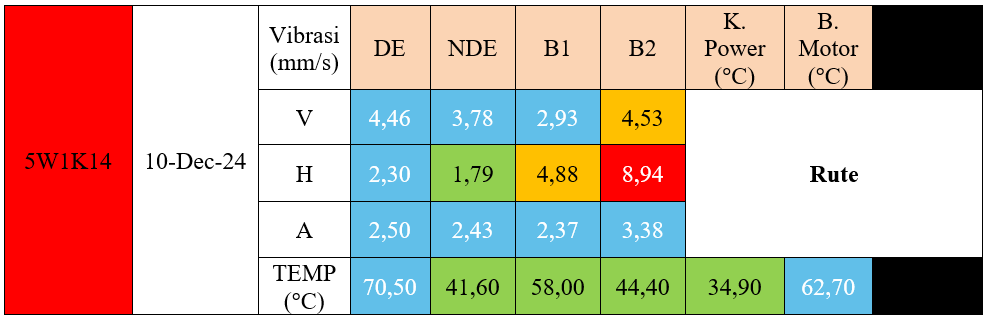 5W1K14 10-Dec-24 Vibrasi (mm/s) DE NDE B1 B2 K. Power (°C) B. Motor (°C)
V 4,46 3,78 2,93 4,53
H 2,30 1,79 4,88 8,94 Rute
A 2,50 2,43 2,37 3,38
TEMP (°C) 70,50 41,60 58,00 44,40 34,90 62,70